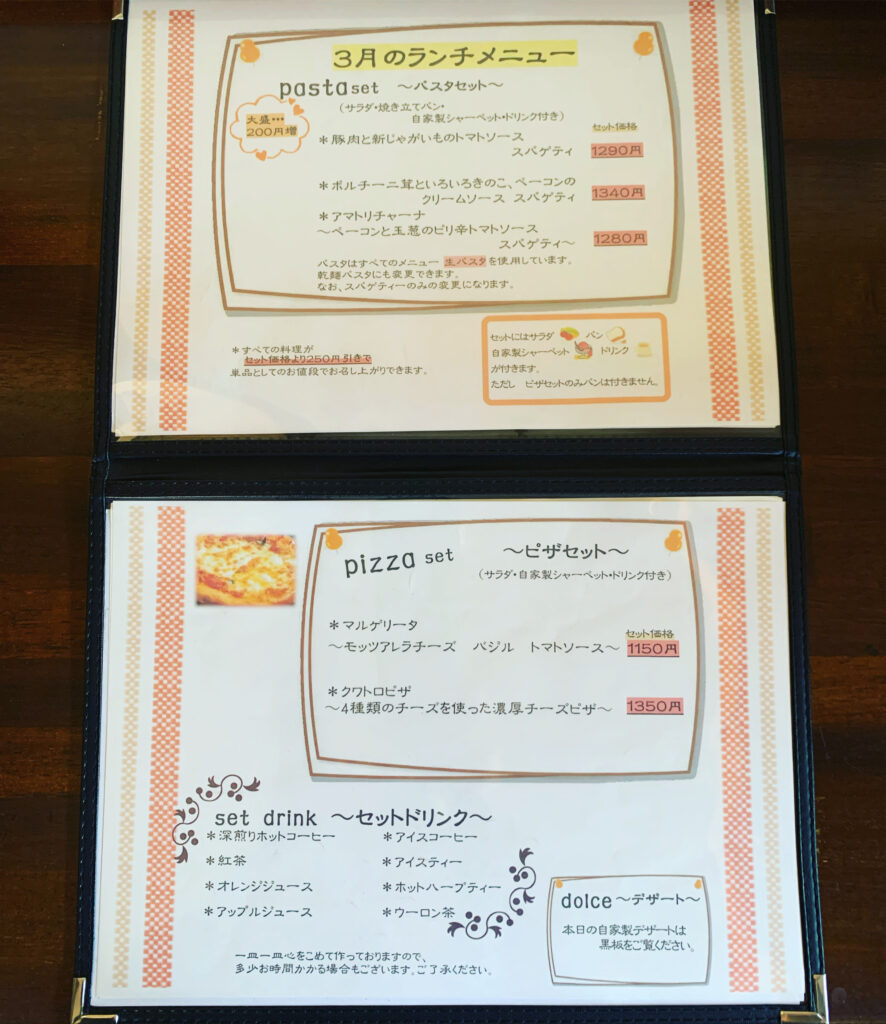 3月のランチメニュー
pasta set ～パスタセット～
(サラダ・焼き立てパン・
自家製シャーベット・ドリンク付き)
大盛…
200円増
セット価格
＊豚肉と新じゃがいものトマトソース
スパゲティ 1290円
＊ポルチーニ茸といろいろきのこ、ベーコンの
クリームソース スパゲティ 1340円
＊アマトリチャーナ
～ベーコンと玉葱のピリ辛トマトソース
スパゲティ～ 1280円
パスタはすべてのメニュー 生パスタ を使用しています。
乾麺パスタにも変更できます。
なお、スパゲティーのみの変更になります。
＊すべての料理が
セット価格より250円引きで
単品としてのお値段でお召し上がりできます。
セットにはサラダ パン
自家製シャーベット ドリンク
が付きます。
ただし ピザセットのみパンは付きません。
pizza set ～ピザセット～
(サラダ・自家製シャーベット・ドリンク付き)
＊マルゲリータ
セット価格
～モッツアレラチーズ バジル トマトソース～ 1150円
＊クワトロピザ
～4種類のチーズを使った濃厚チーズピザ～ 1350円
set drink ～セットドリンク～
＊深煎りホットコーヒー ＊アイスコーヒー
＊紅茶 ＊アイスティー
＊オレンジジュース ＊ホットハーブティー
＊アップルジュース ＊ウーロン茶
dolce ～デザート～
本日の自家製デザートは
黒板をご覧ください。
一皿一皿心をこめて作っておりますので、
多少お時間かかる場合もございます。ご了承ください。